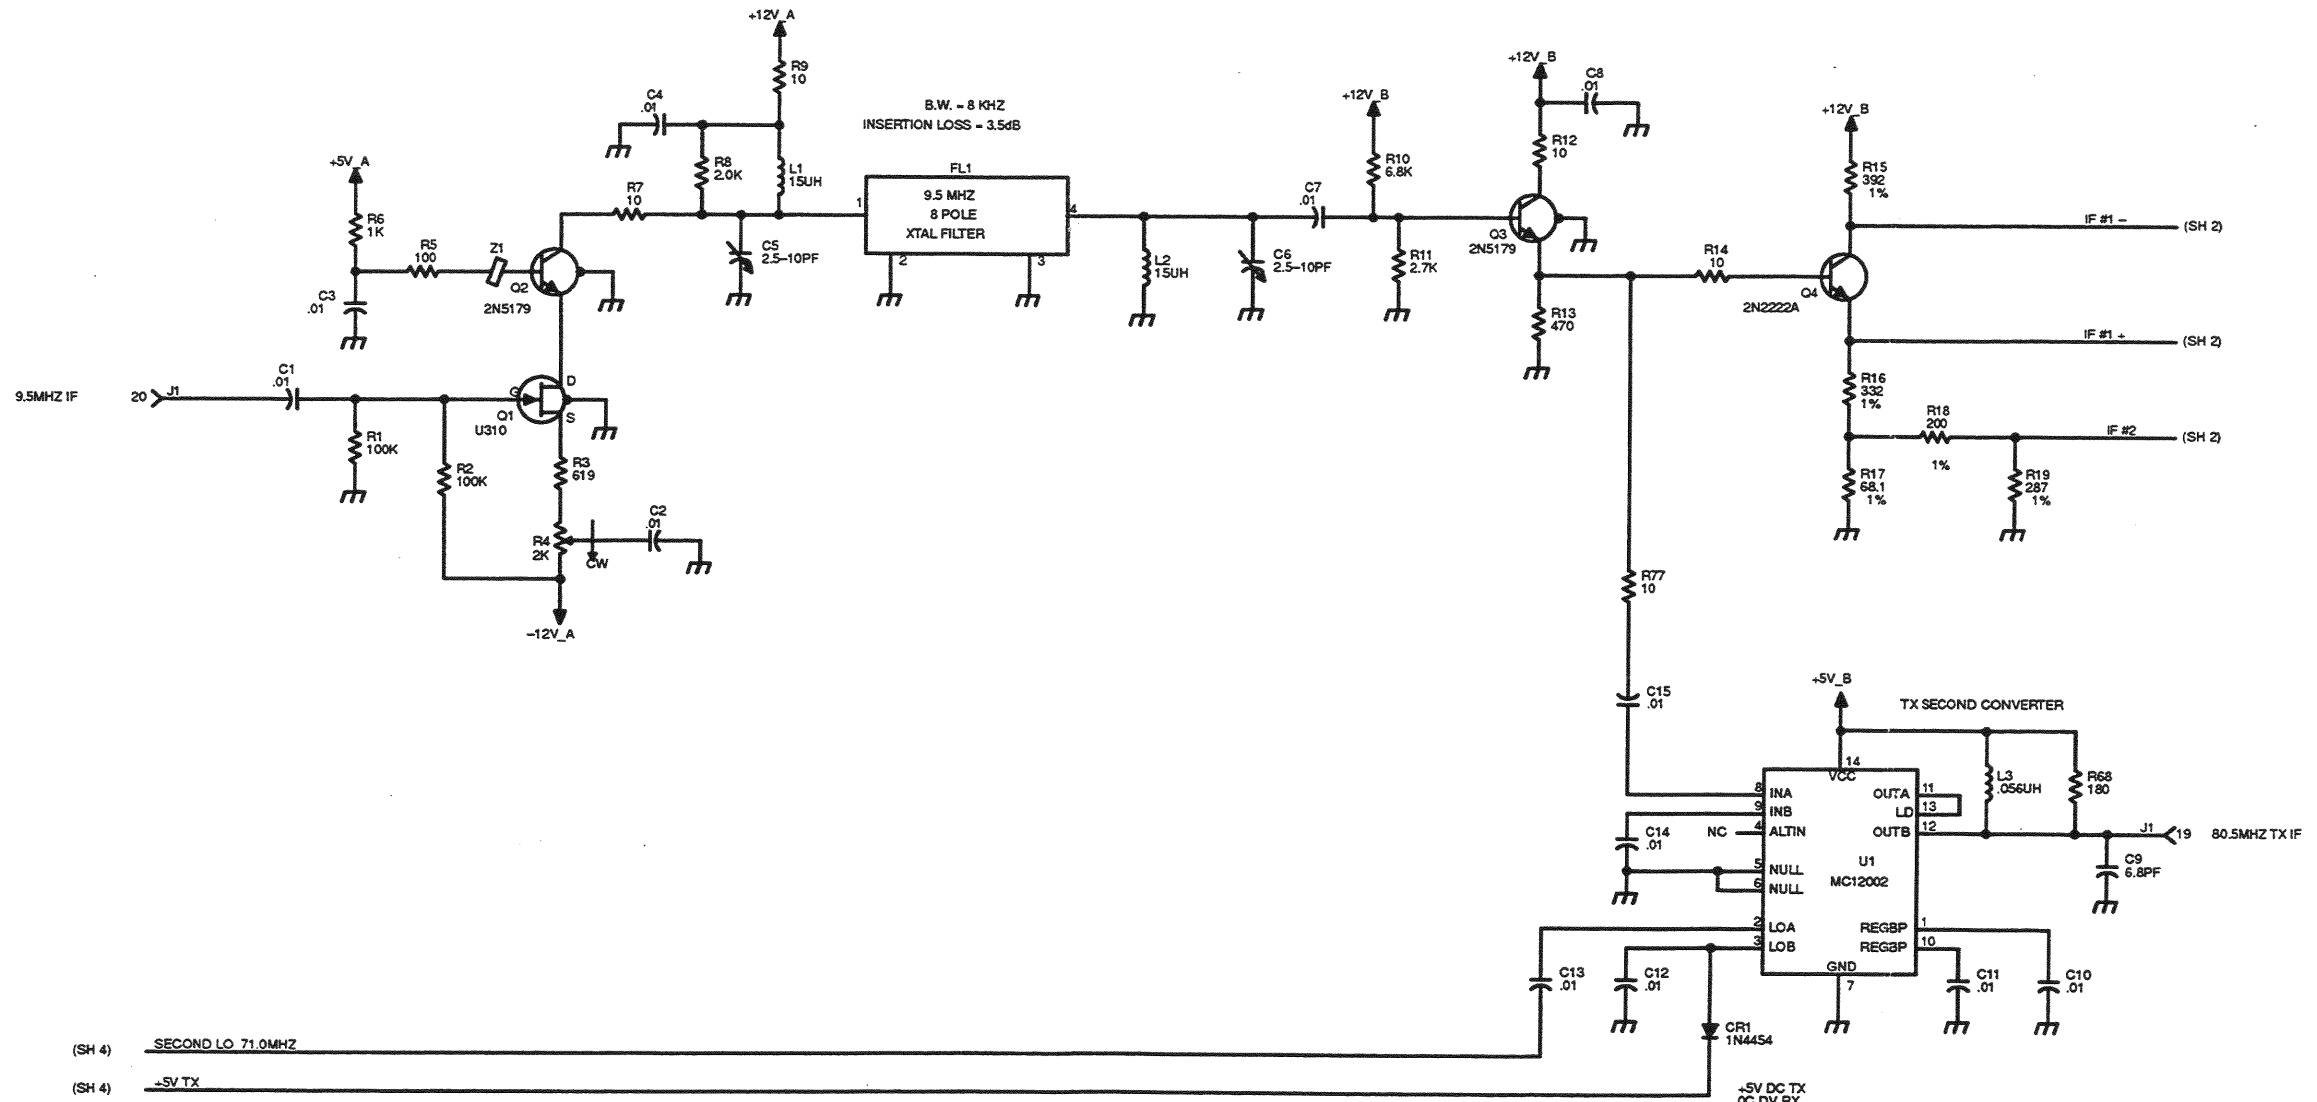 +12V_A
R9
10
C4
.01
R8
2.0K
L1
15UH
B.W. = 8 KHZ
INSERTION LOSS = 3.5dB
+5V_A
R6
1K
R5
100
Z1
Q2
2N5179
C3
.01
R7
10
C5
2.5-10PF
1
FL1
9.5 MHZ
8 POLE
XTAL FILTER
2
3
4
L2
15UH
C6
2.5-10PF
C7
.01
+12V_B
R10
6.8K
R11
2.7K
+12V_B
C8
.01
R12
10
Q3
2N5179
R13
470
R14
10
+12V_B
R15
392
1%
Q4
2N2222A
IF #1 -
(SH 2)
IF #1 +
(SH 2)
R16
332
1%
R18
200
1%
IF #2
(SH 2)
R17
68.1
1%
R19
287
1%
9.5MHZ IF
20
J1
C1
.01
R1
100K
R2
100K
G
D
S
Q1
U310
R3
619
R4
2K
CW
C2
.01
-12V_A
R77
10
C15
.01
+5V_B
TX SECOND CONVERTER
14
VCC
L3
.056UH
R68
180
8
INA
9
INB
4
ALTIN
NC
5
NULL
6
NULL
2
LOA
3
LOB
OUTA
11
LD
13
OUTB
12
U1
MC12002
REGBP
1
REGBP
10
GND
7
C14
.01
J1
19
80.5MHZ TX IF
C9
6.8PF
C13
.01
C12
.01
C11
.01
C10
.01
CR1
1N4454
(SH 4)
SECOND LO 71.0MHZ
(SH 4)
+5V TX
+5V DC TX